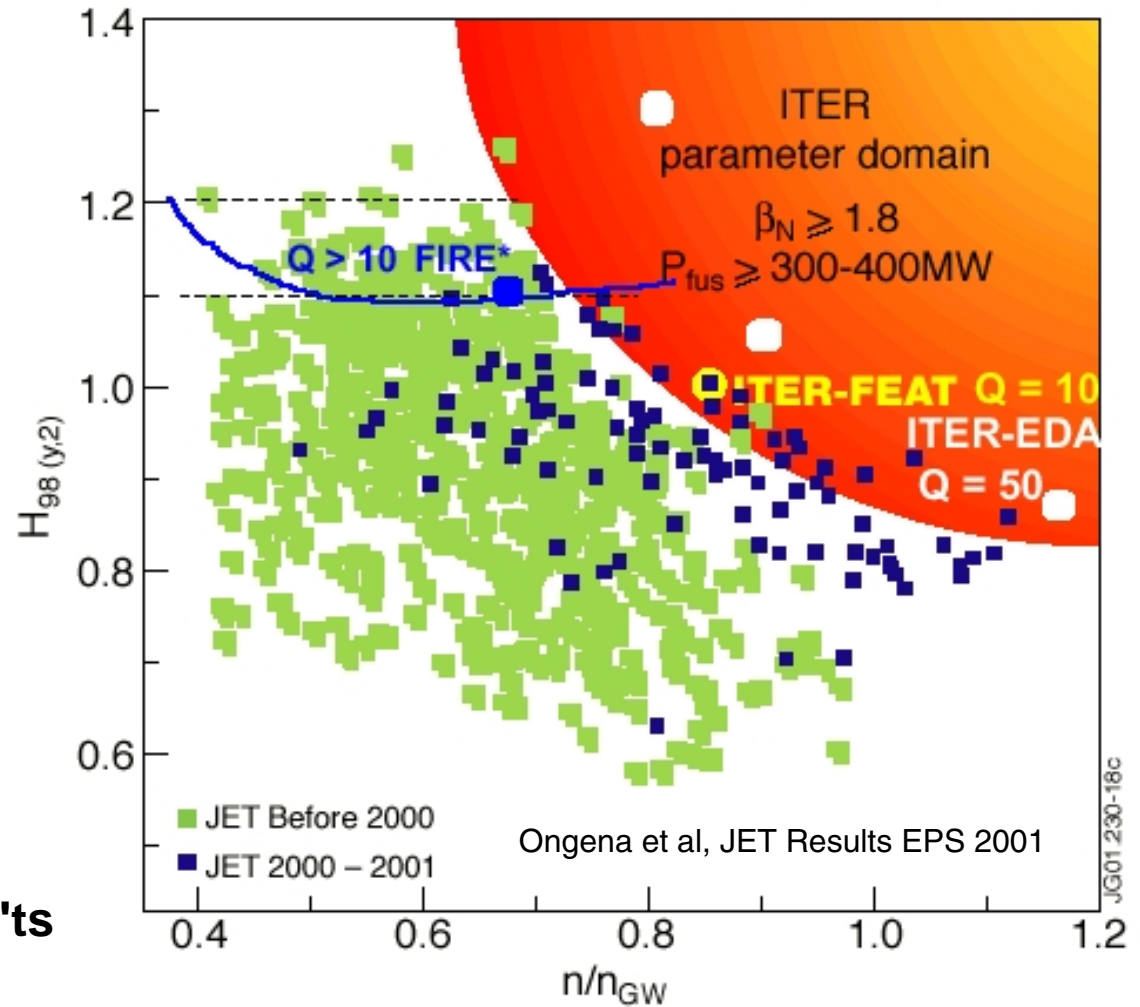 1.4
1.2
1.0
0.8
0.6
H98 (y,2)
ITER
parameter domain
βN ⩾ 1.8
Pfus ⩾ 300-400MW
Q > 10 FIRE*
ITER-FEAT Q = 10
ITER-EDA
Q = 50
JET Before 2000
JET 2000 – 2001
Ongena et al, JET Results EPS 2001
JG01.230-18c
'ts
0.4 0.6 0.8 1.0 1.2
n/nGW